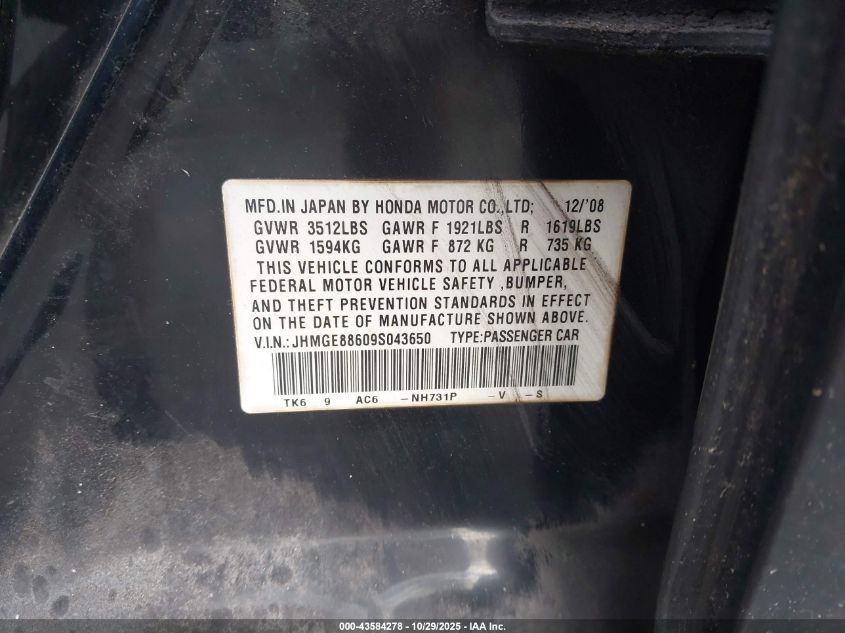 MFD.IN JAPAN BY HONDA MOTOR CO.,LTD; 12/'08
GVWR 3512LBS GAWR F 1921LBS R 1619LBS
GVWR 1594KG GAWR F 872 KG R 735 KG
THIS VEHICLE CONFORMS TO ALL APPLICABLE
FEDERAL MOTOR VEHICLE SAFETY ,BUMPER,
AND THEFT PREVENTION STANDARDS IN EFFECT
ON THE DATE OF MANUFACTURE SHOWN ABOVE.
V.I.N.:JHMGE88609S043650 TYPE:PASSENGER CAR
TK6 9 AC6 -NH731P -V -S
000-43584278 - 10/29/2025 - IAA Inc.